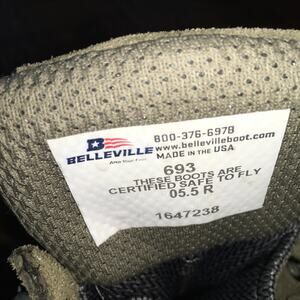 800-376-6978
www.bellevilleboot.com
BELLEVILLE
MADE IN THE USA
693
THESE BOOTS ARE
CERTIFIED SAFE TO FLY
05.5 R
1647238